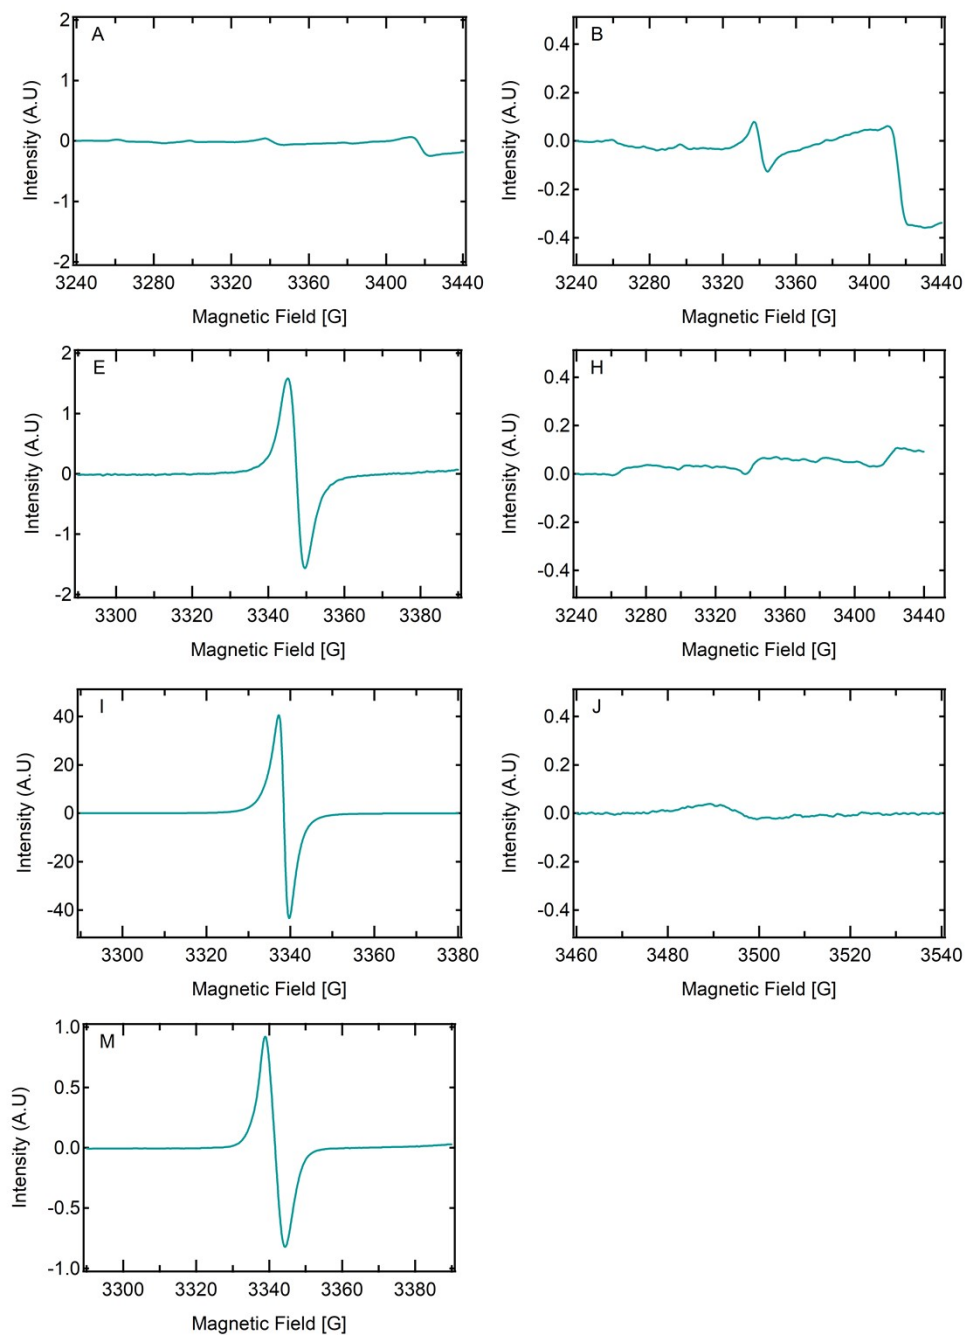 A
Intensity (A.U)
2
1
0
-1
-2
3240 3280 3320 3360 3400 3440
Magnetic Field [G]
B
Intensity (A.U)
0.4
0.2
0.0
-0.2
-0.4
3240 3280 3320 3360 3400 3440
Magnetic Field [G]
E
Intensity (A.U)
2
1
0
-1
-2
3300 3320 3340 3360 3380
Magnetic Field [G]
H
Intensity (A.U)
0.4
0.2
0.0
-0.2
-0.4
3240 3280 3320 3360 3400 3440
Magnetic Field [G]
I
Intensity (A.U)
40
20
0
-20
-40
3300 3320 3340 3360 3380
Magnetic Field [G]
J
Intensity (A.U)
0.4
0.2
0.0
-0.2
-0.4
3460 3480 3500 3520 3540
Magnetic Field [G]
M
Intensity (A.U)
1.0
0.5
0.0
-0.5
-1.0
3300 3320 3340 3360 3380
Magnetic Field [G]